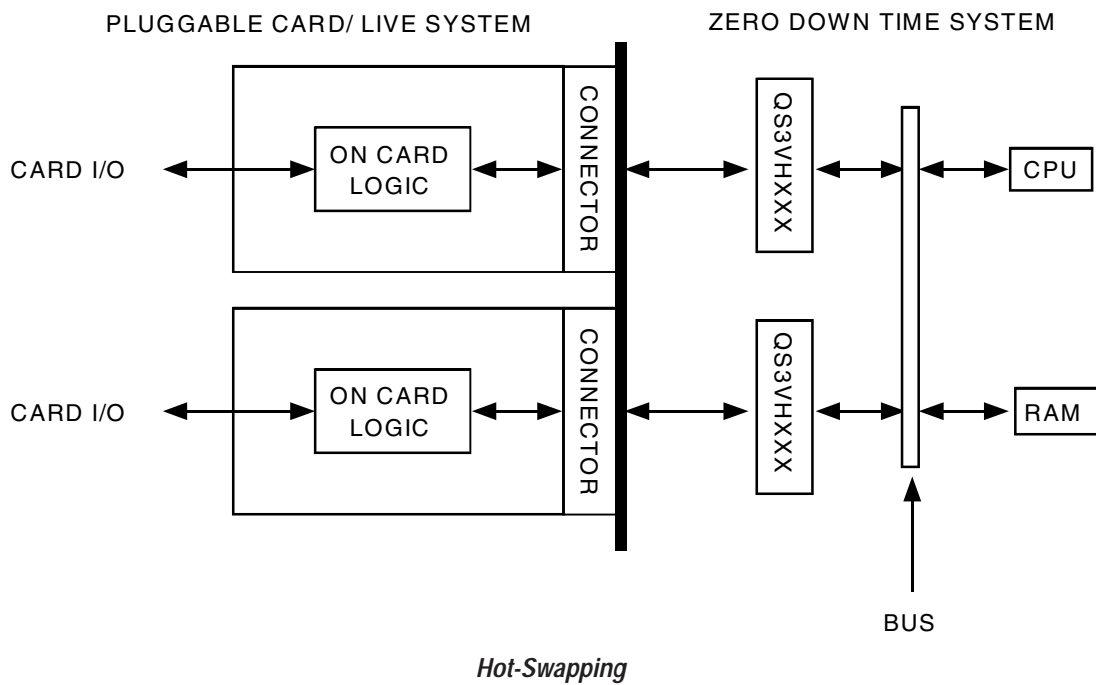 PLUGGABLE CARD/ LIVE SYSTEM
ZERO DOWN TIME SYSTEM
CARD I/O
ON CARD
LOGIC
CONNECTOR
QS3VHXXX
CPU
CARD I/O
ON CARD
LOGIC
CONNECTOR
QS3VHXXX
RAM
BUS
Hot-Swapping